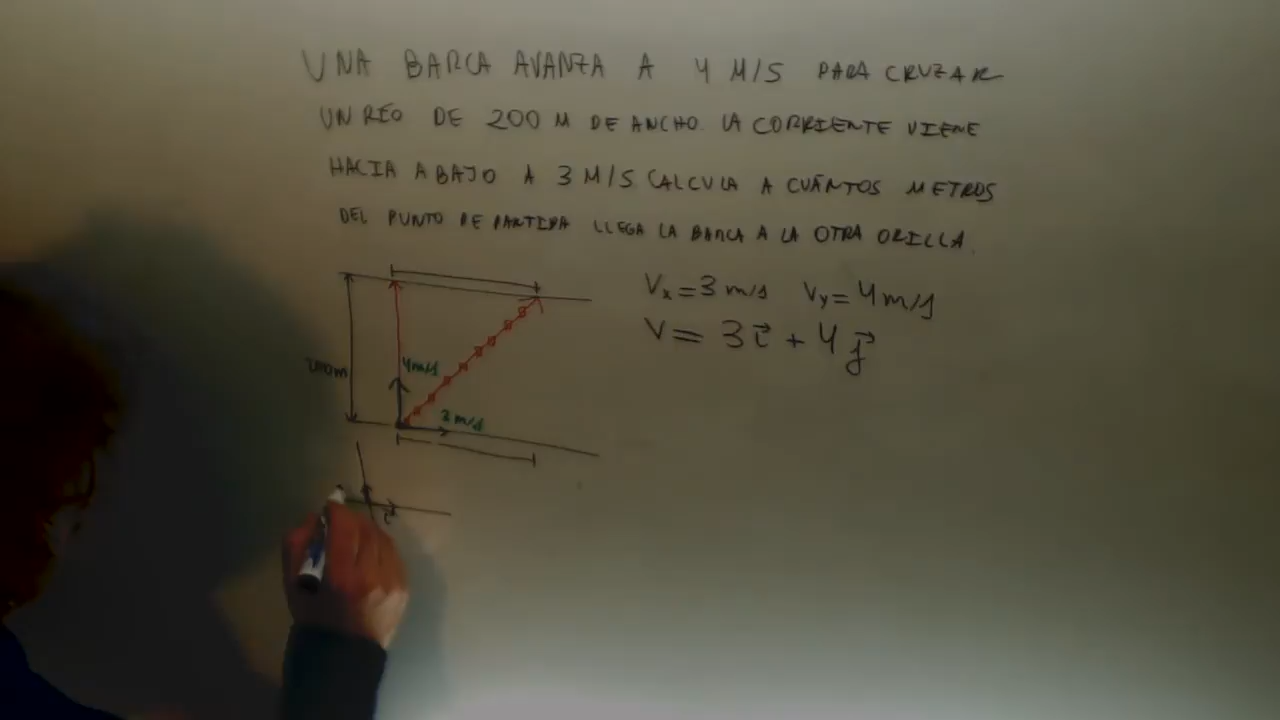 UNA BARCA AVANZA A 4 M/S PARA CRUZAR
UN RÍO DE 200 M DE ANCHO. LA CORRIENTE VIENE
HACIA ABAJO A 3 M/S CALCULA A CUÁNTOS METROS
DEL PUNTO DE PARTIDA LLEGA LA BARCA A LA OTRA ORILLA.
Vx=3 m/s Vy=4 m/s
V= 3i⃗ + 4j⃗
200m
4m/s
3 m/s
i